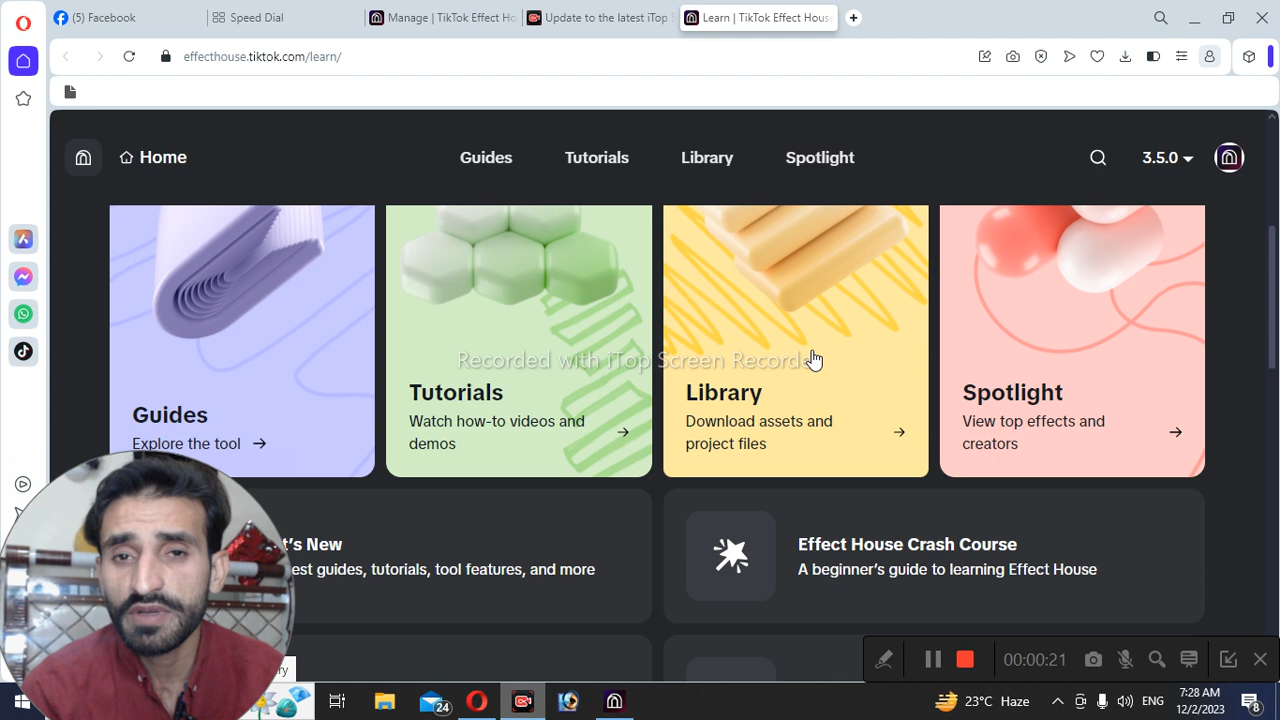 (5) Facebook
Speed Dial
Manage | TikTok Effect Ho
Update to the latest iTop S
Learn | TikTok Effect House
effecthouse.tiktok.com/learn/
Home
Guides
Tutorials
Library
Spotlight
3.5.0
Recorded with iTop Screen Recorde
Guides
Explore the tool →
Tutorials
Watch how-to videos and
demos →
Library
Download assets and
project files →
Spotlight
View top effects and
creators →
t's New
est guides, tutorials, tool features, and more
Effect House Crash Course
A beginner's guide to learning Effect House
00:00:21
ry
24
23°C Haze
ENG
7:28 AM
12/2/2023
8